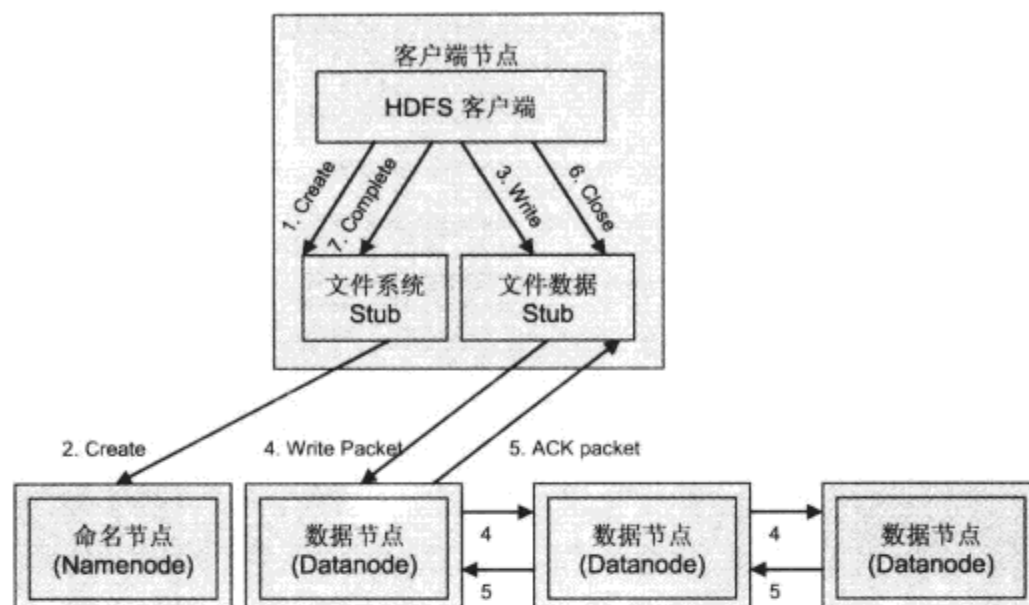 客户端节点
HDFS 客户端
1. Create
7. Complete
3. Write
6. Close
文件系统
Stub
文件数据
Stub
2. Create
4. Write Packet
5. ACK packet
命名节点
(Namenode)
数据节点
(Datanode)
4
5
数据节点
(Datanode)
4
5
数据节点
(Datanode)